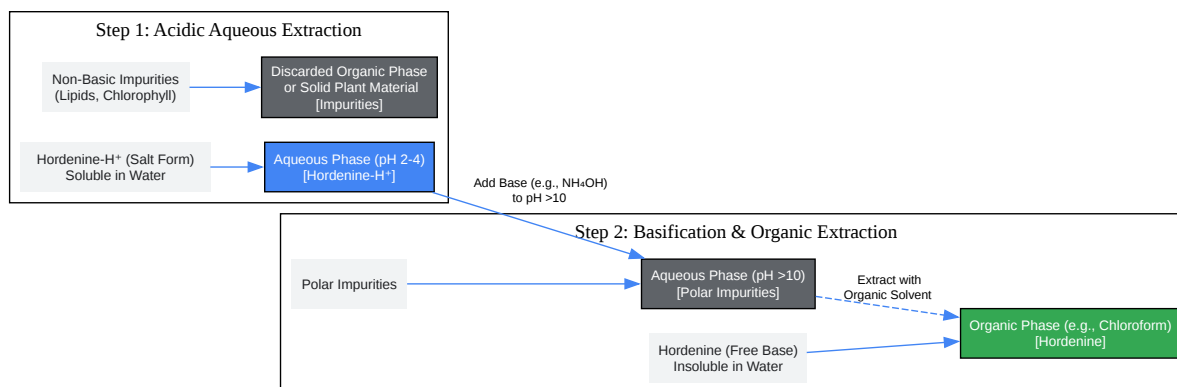 Step 1: Acidic Aqueous Extraction
Non-Basic Impurities
(Lipids, Chlorophyll)
Discarded Organic Phase
or Solid Plant Material
[Impurities]
Hordenine-H⁺ (Salt Form)
Soluble in Water
Aqueous Phase (pH 2-4)
[Hordenine-H⁺]
Add Base (e.g., NH₄OH)
to pH >10
Step 2: Basification & Organic Extraction
Polar Impurities
Aqueous Phase (pH >10)
[Polar Impurities]
Extract with
Organic Solvent
Organic Phase (e.g., Chloroform)
[Hordenine]
Hordenine (Free Base)
Insoluble in Water